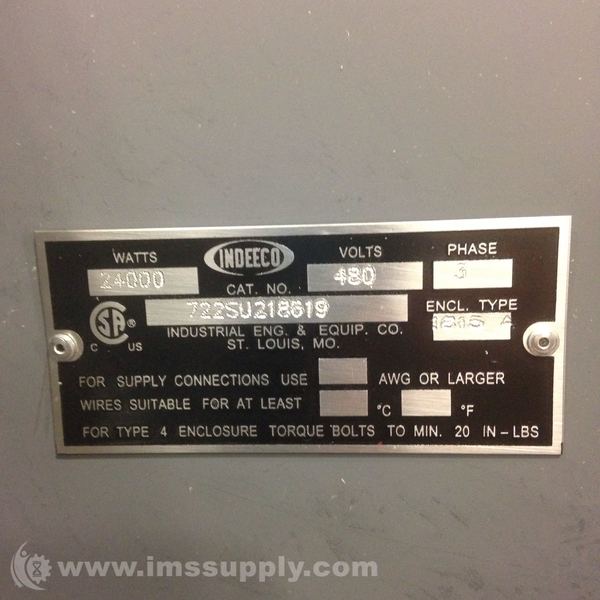 WATTS INDEECO VOLTS PHASE
24000 480 3
CAT. NO.
722SU218619 ENCL. TYPE
INDUSTRIAL ENG. & EQUIP. CO.
ST. LOUIS, MO.
C SA US
FOR SUPPLY CONNECTIONS USE AWG OR LARGER
WIRES SUITABLE FOR AT LEAST °C °F
FOR TYPE 4 ENCLOSURE TORQUE BOLTS TO MIN. 20 IN-LBS
www.imssupply.com